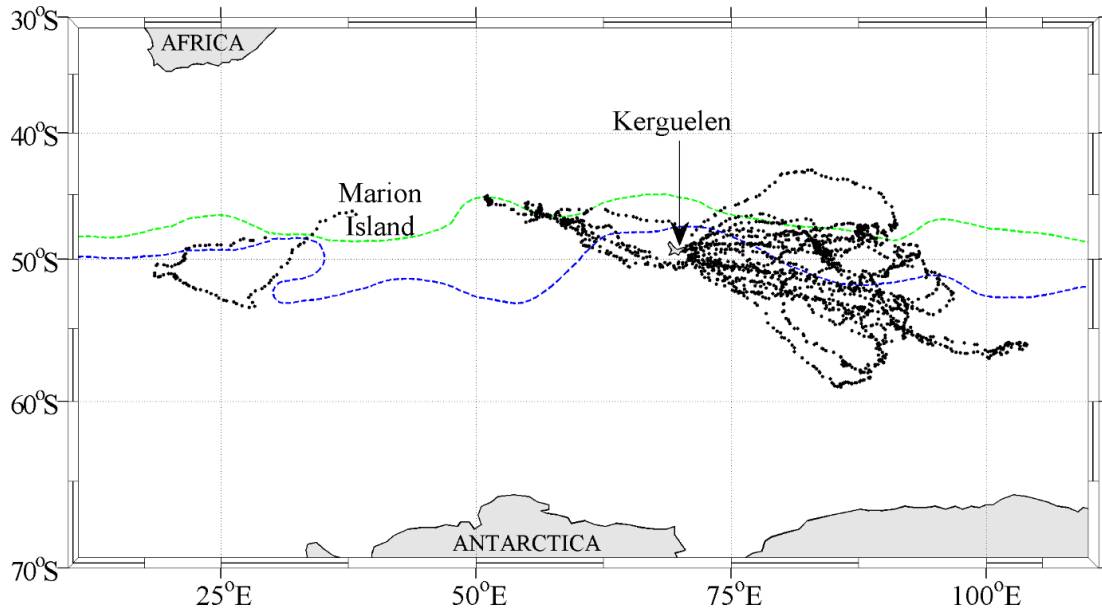 30°S
AFRICA
40°S
Kerguelen
Marion
Island
50°S
60°S
ANTARCTICA
70°S
25°E
50°E
75°E
100°E